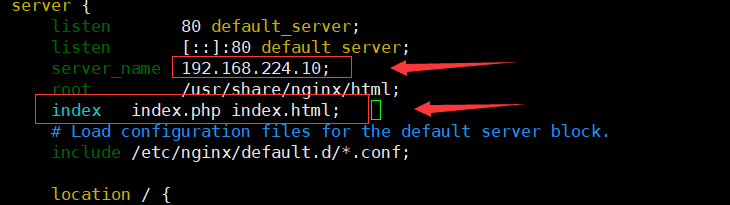 server {
listen 80 default_server;
listen [::]:80 default_server;
server_name 192.168.224.10;
root /usr/share/nginx/html;
index index.php index.html;
# Load configuration files for the default server block.
include /etc/nginx/default.d/*.conf;
location / {